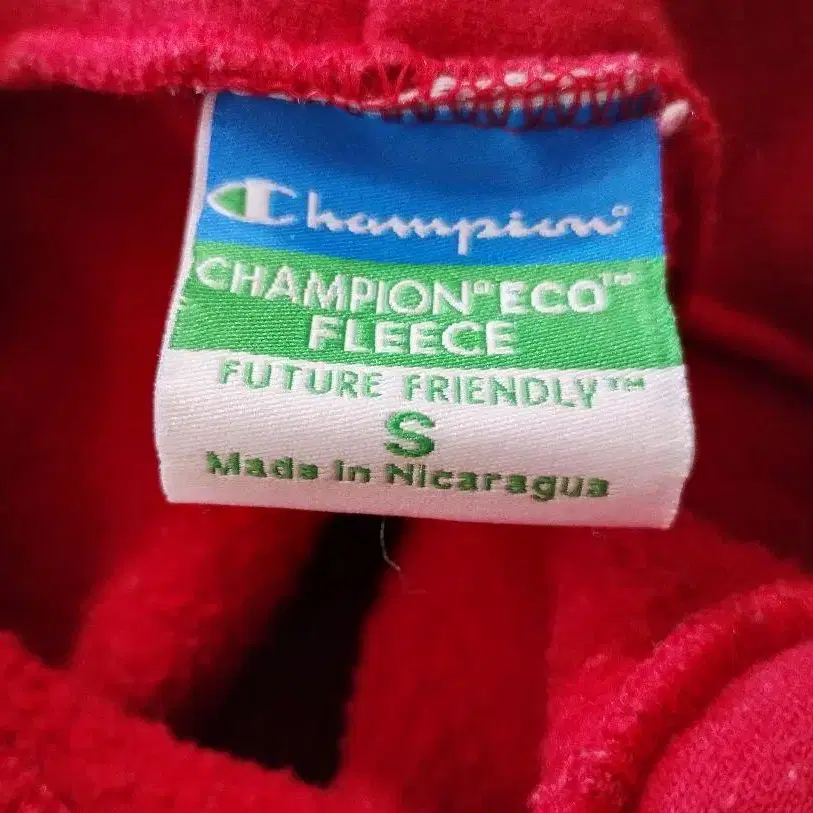 Champion®
CHAMPION® ECO™
FLEECE
FUTURE FRIENDLY™
S
Made in Nicaragua